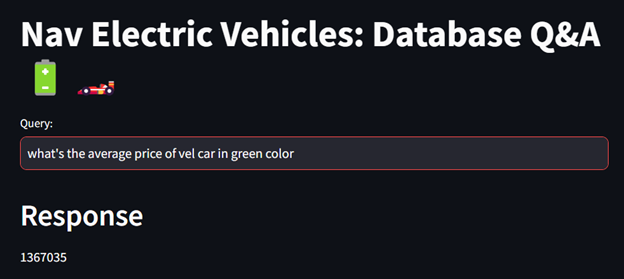 Nav Electric Vehicles: Database Q&A
Query:
what's the average price of vel car in green color
Response
1367035